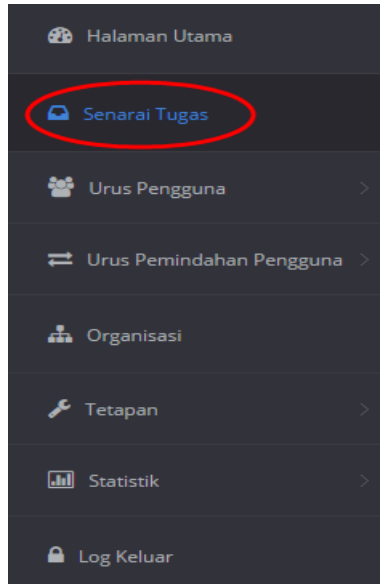 Halaman Utama
Senarai Tugas
Urus Pengguna
Urus Pemindahan Pengguna
Organisasi
Tetapan
Statistik
Log Keluar